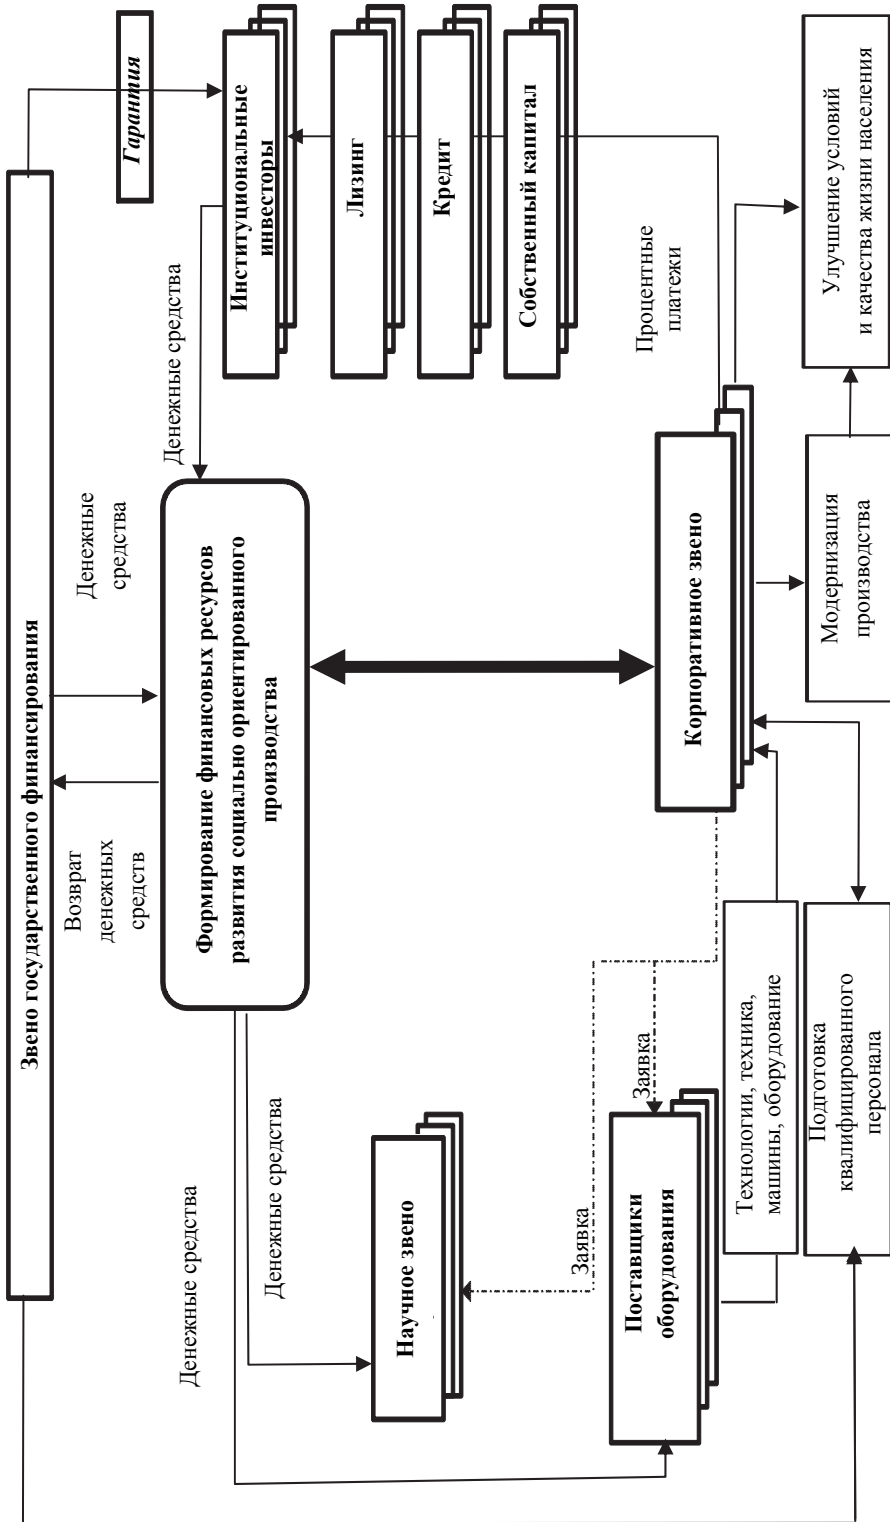 Звено государственного финансирования
Гарантия
Возврат
денежных
средств
Денежные
средства
Денежные средства
Институциональные
инвесторы
Лизинг
Кредит
Собственный капитал
Формирование финансовых ресурсов
развития социально ориентированного
производства
Денежные средства
Денежные средства
Научное звено
Заявка
Заявка
Поставщики
оборудования
Корпоративное звено
Процентные
платежи
Технологии, техника,
машины, оборудование
Подготовка
квалифицированного
персонала
Модернизация
производства
Улучшение условий
и качества жизни населения